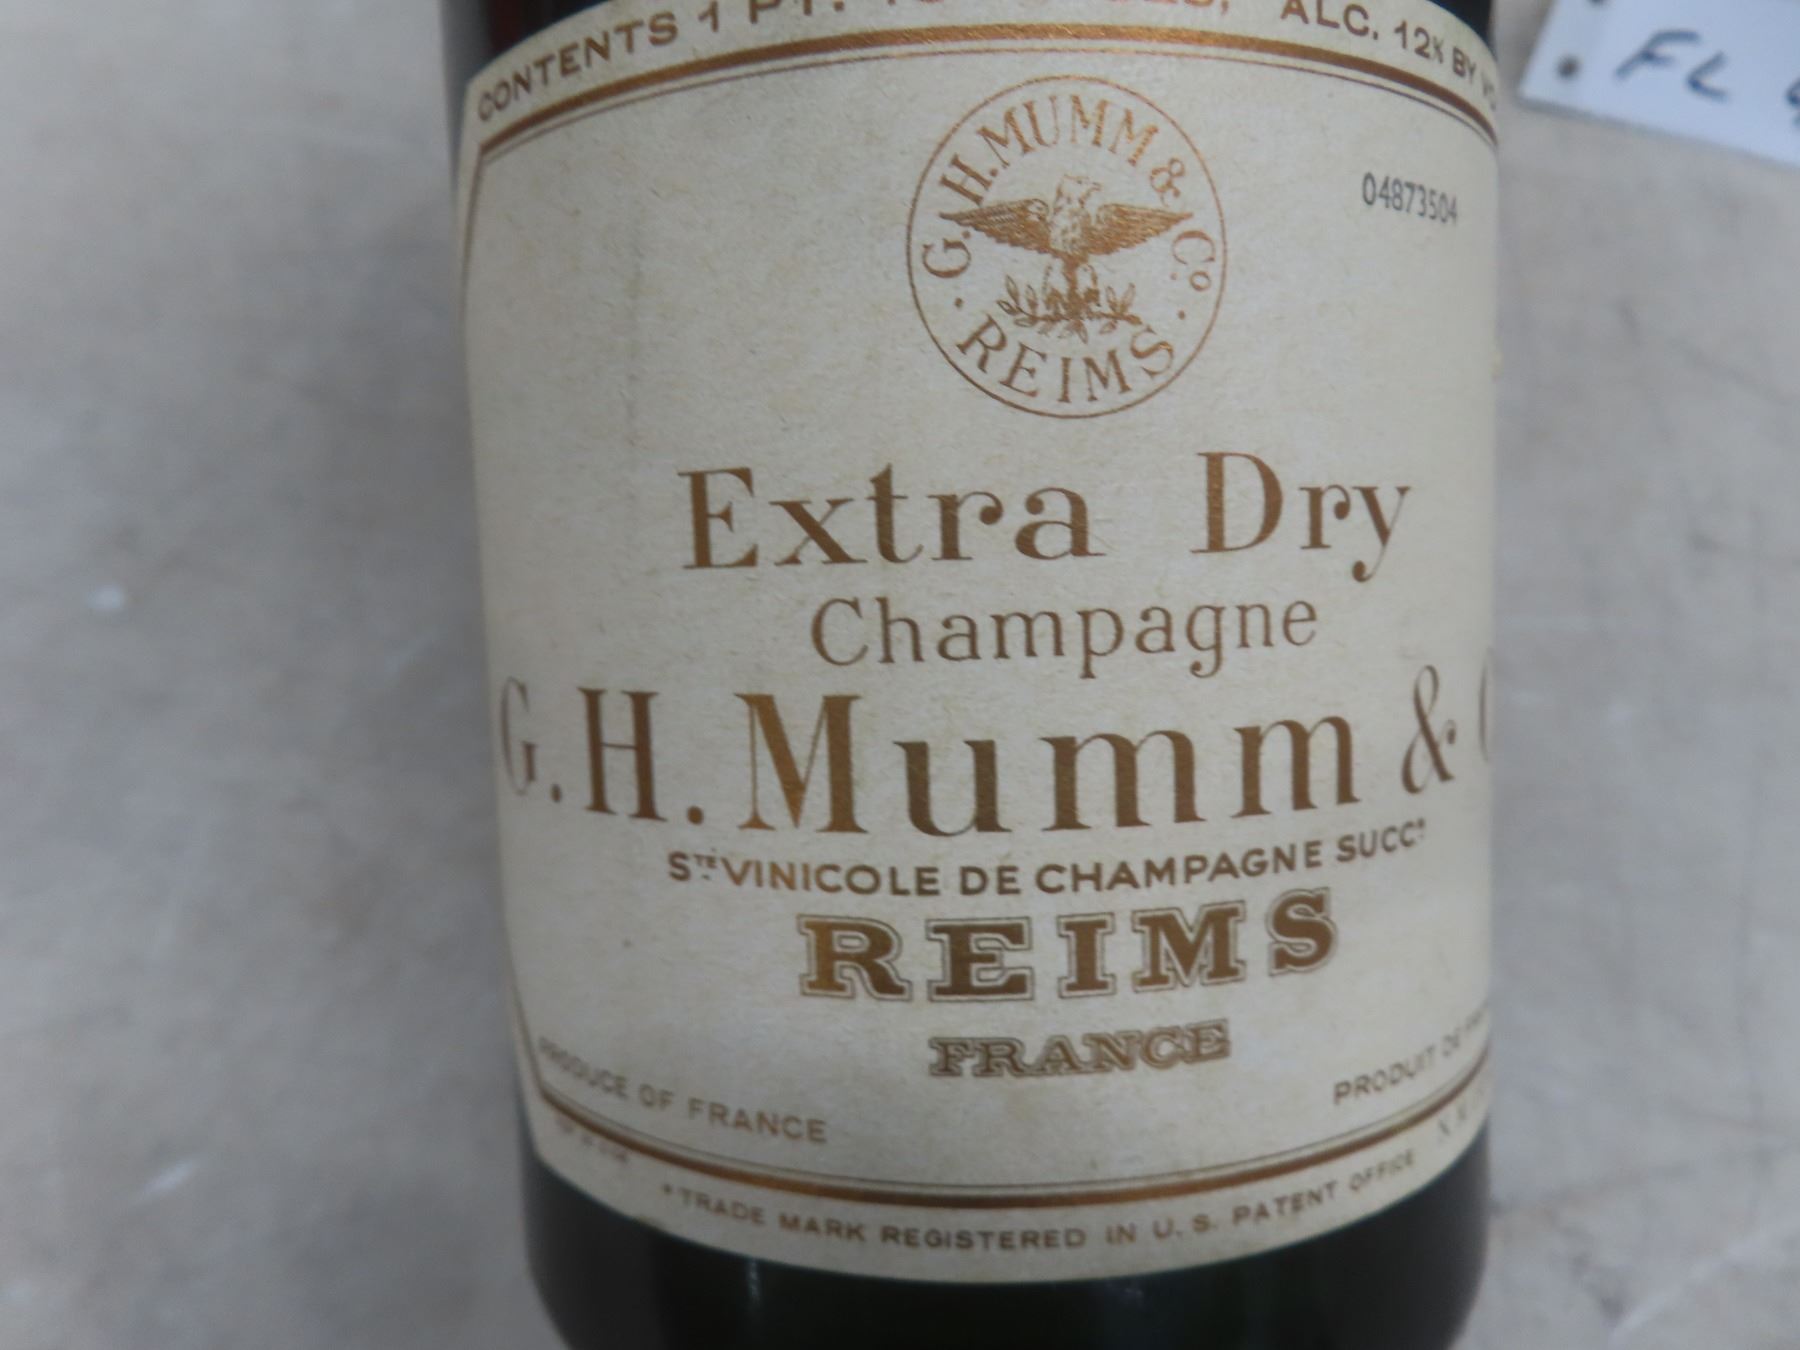 CONTENTS 1 PT. ALC. 12% BY
FL
G.H.MUMM & Cº.
REIMS
04873504
Extra Dry
Champagne
G.H.Mumm &
STE VINICOLE DE CHAMPAGNE SUCCR
REIMS
FRANCE
PRODUCE OF FRANCE
PRODUIT DE
TRADE MARK REGISTERED IN U.S. PATENT OFFICE